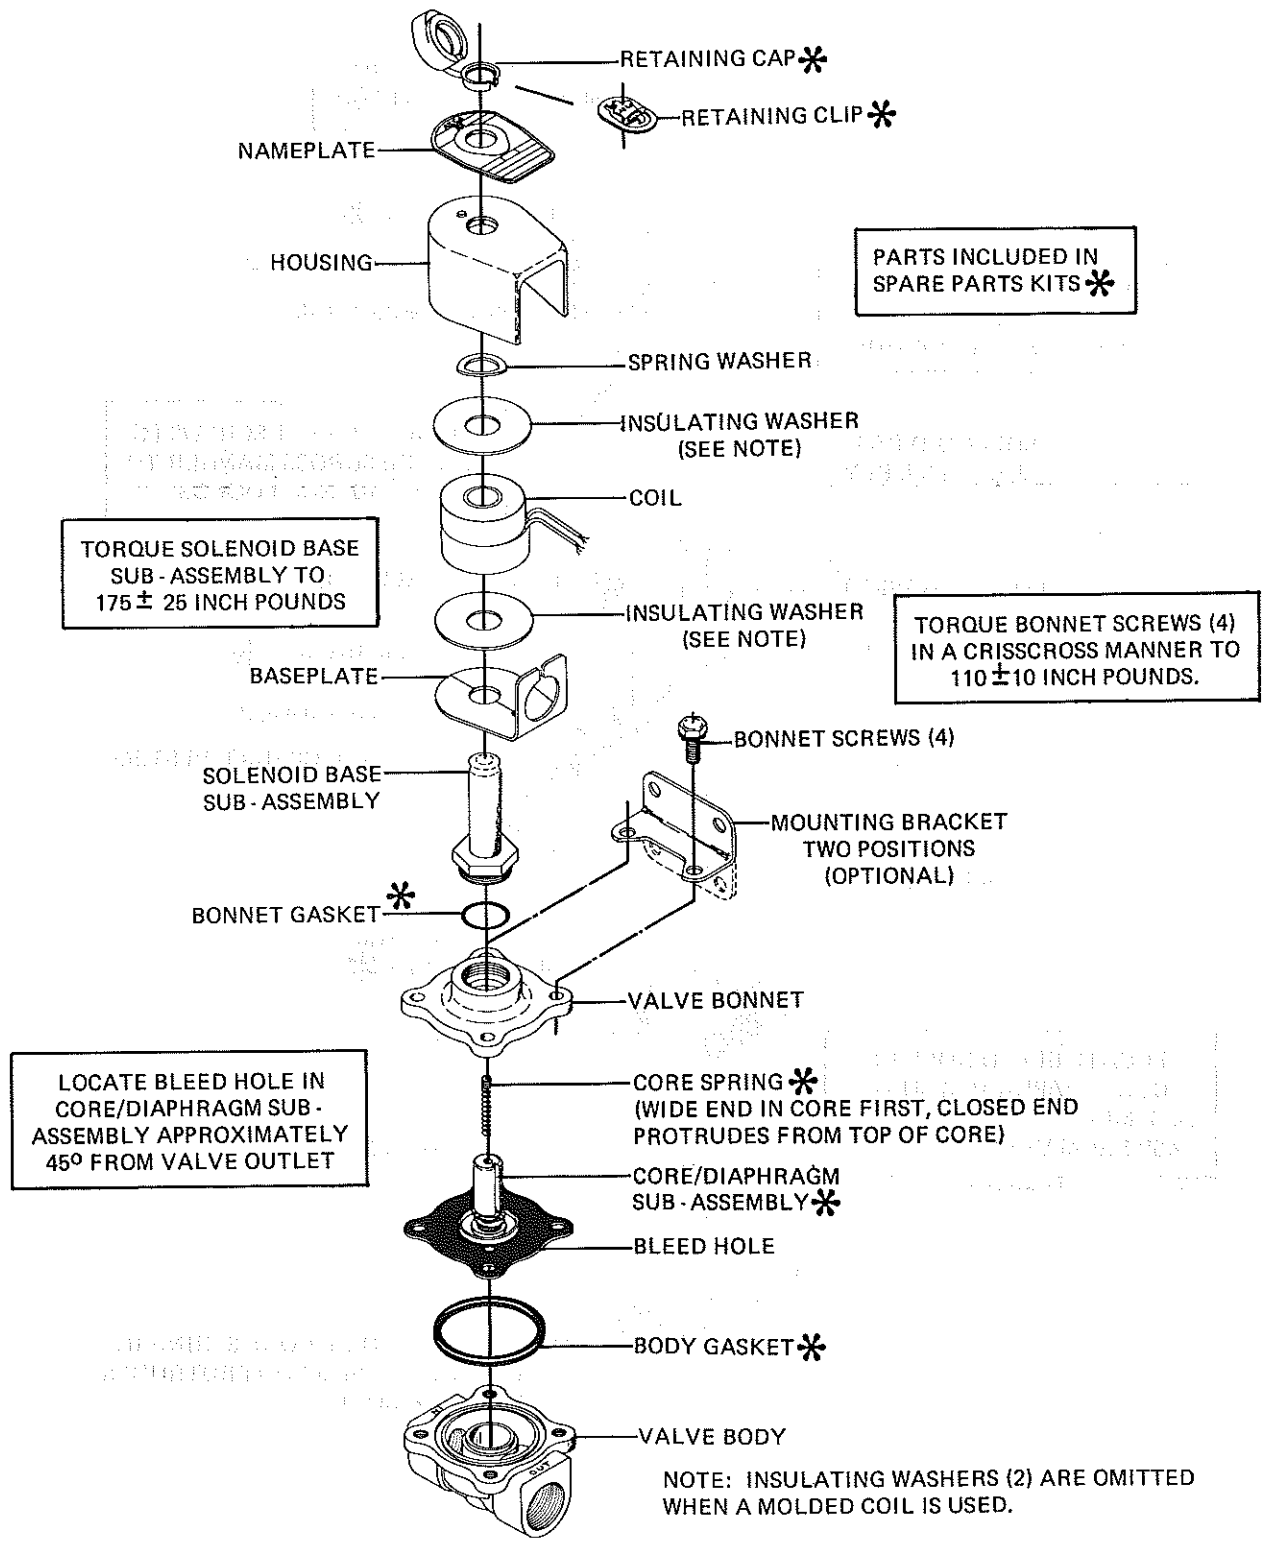 RETAINING CAP*
RETAINING CLIP*
NAMEPLATE
HOUSING
PARTS INCLUDED IN
SPARE PARTS KITS*
SPRING WASHER
INSULATING WASHER
(SEE NOTE)
COIL
TORQUE SOLENOID BASE
SUB-ASSEMBLY TO
175 ± 25 INCH POUNDS
INSULATING WASHER
(SEE NOTE)
TORQUE BONNET SCREWS (4)
IN A CRISSCROSS MANNER TO
110 ± 10 INCH POUNDS.
BASEPLATE
BONNET SCREWS (4)
SOLENOID BASE
SUB-ASSEMBLY
MOUNTING BRACKET
TWO POSITIONS
(OPTIONAL)
BONNET GASKET*
VALVE BONNET
LOCATE BLEED HOLE IN
CORE/DIAPHRAGM SUB-
ASSEMBLY APPROXIMATELY
45º FROM VALVE OUTLET
CORE SPRING*
(WIDE END IN CORE FIRST, CLOSED END
PROTRUDES FROM TOP OF CORE)
CORE/DIAPHRAGM
SUB-ASSEMBLY*
BLEED HOLE
BODY GASKET*
IN
VALVE BODY
OUT
NOTE: INSULATING WASHERS (2) ARE OMITTED
WHEN A MOLDED COIL IS USED.